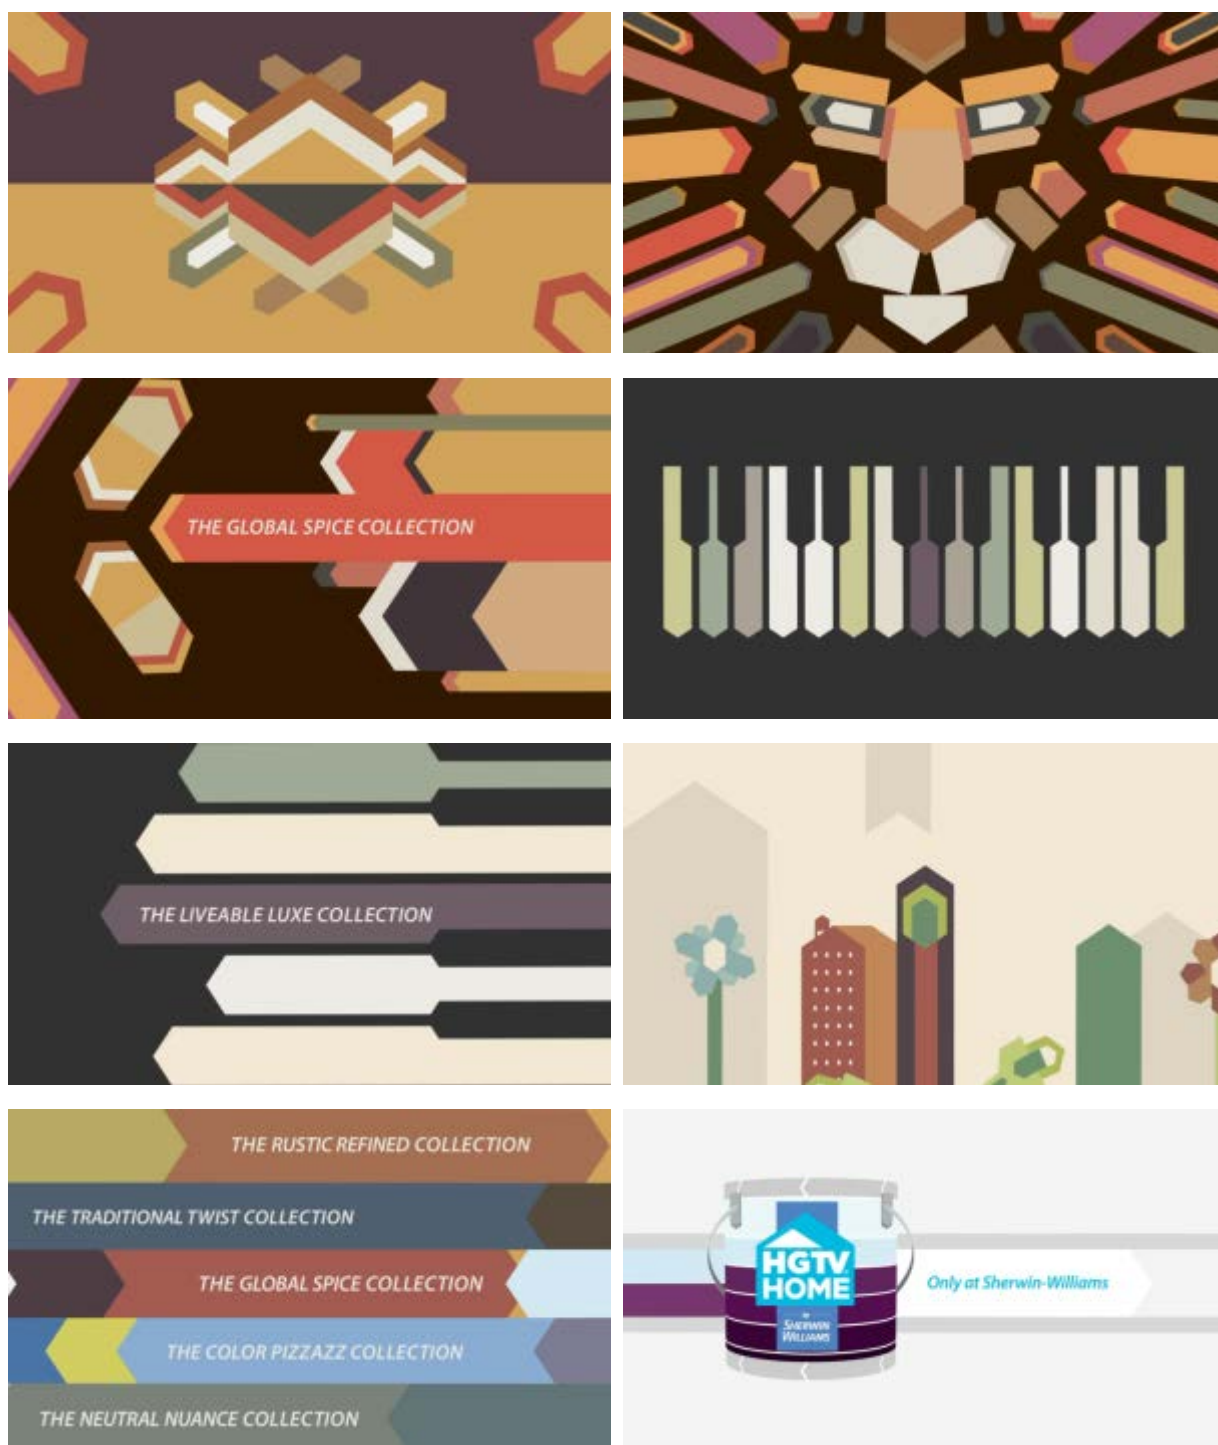 THE GLOBAL SPICE COLLECTION
THE LIVEABLE LUXE COLLECTION
THE RUSTIC REFINED COLLECTION
THE TRADITIONAL TWIST COLLECTION
THE GLOBAL SPICE COLLECTION
THE COLOR PIZZAZZ COLLECTION
THE NEUTRAL NUANCE COLLECTION
HGTV
HOME
by
SHERWIN
WILLIAMS
Only at Sherwin-Williams